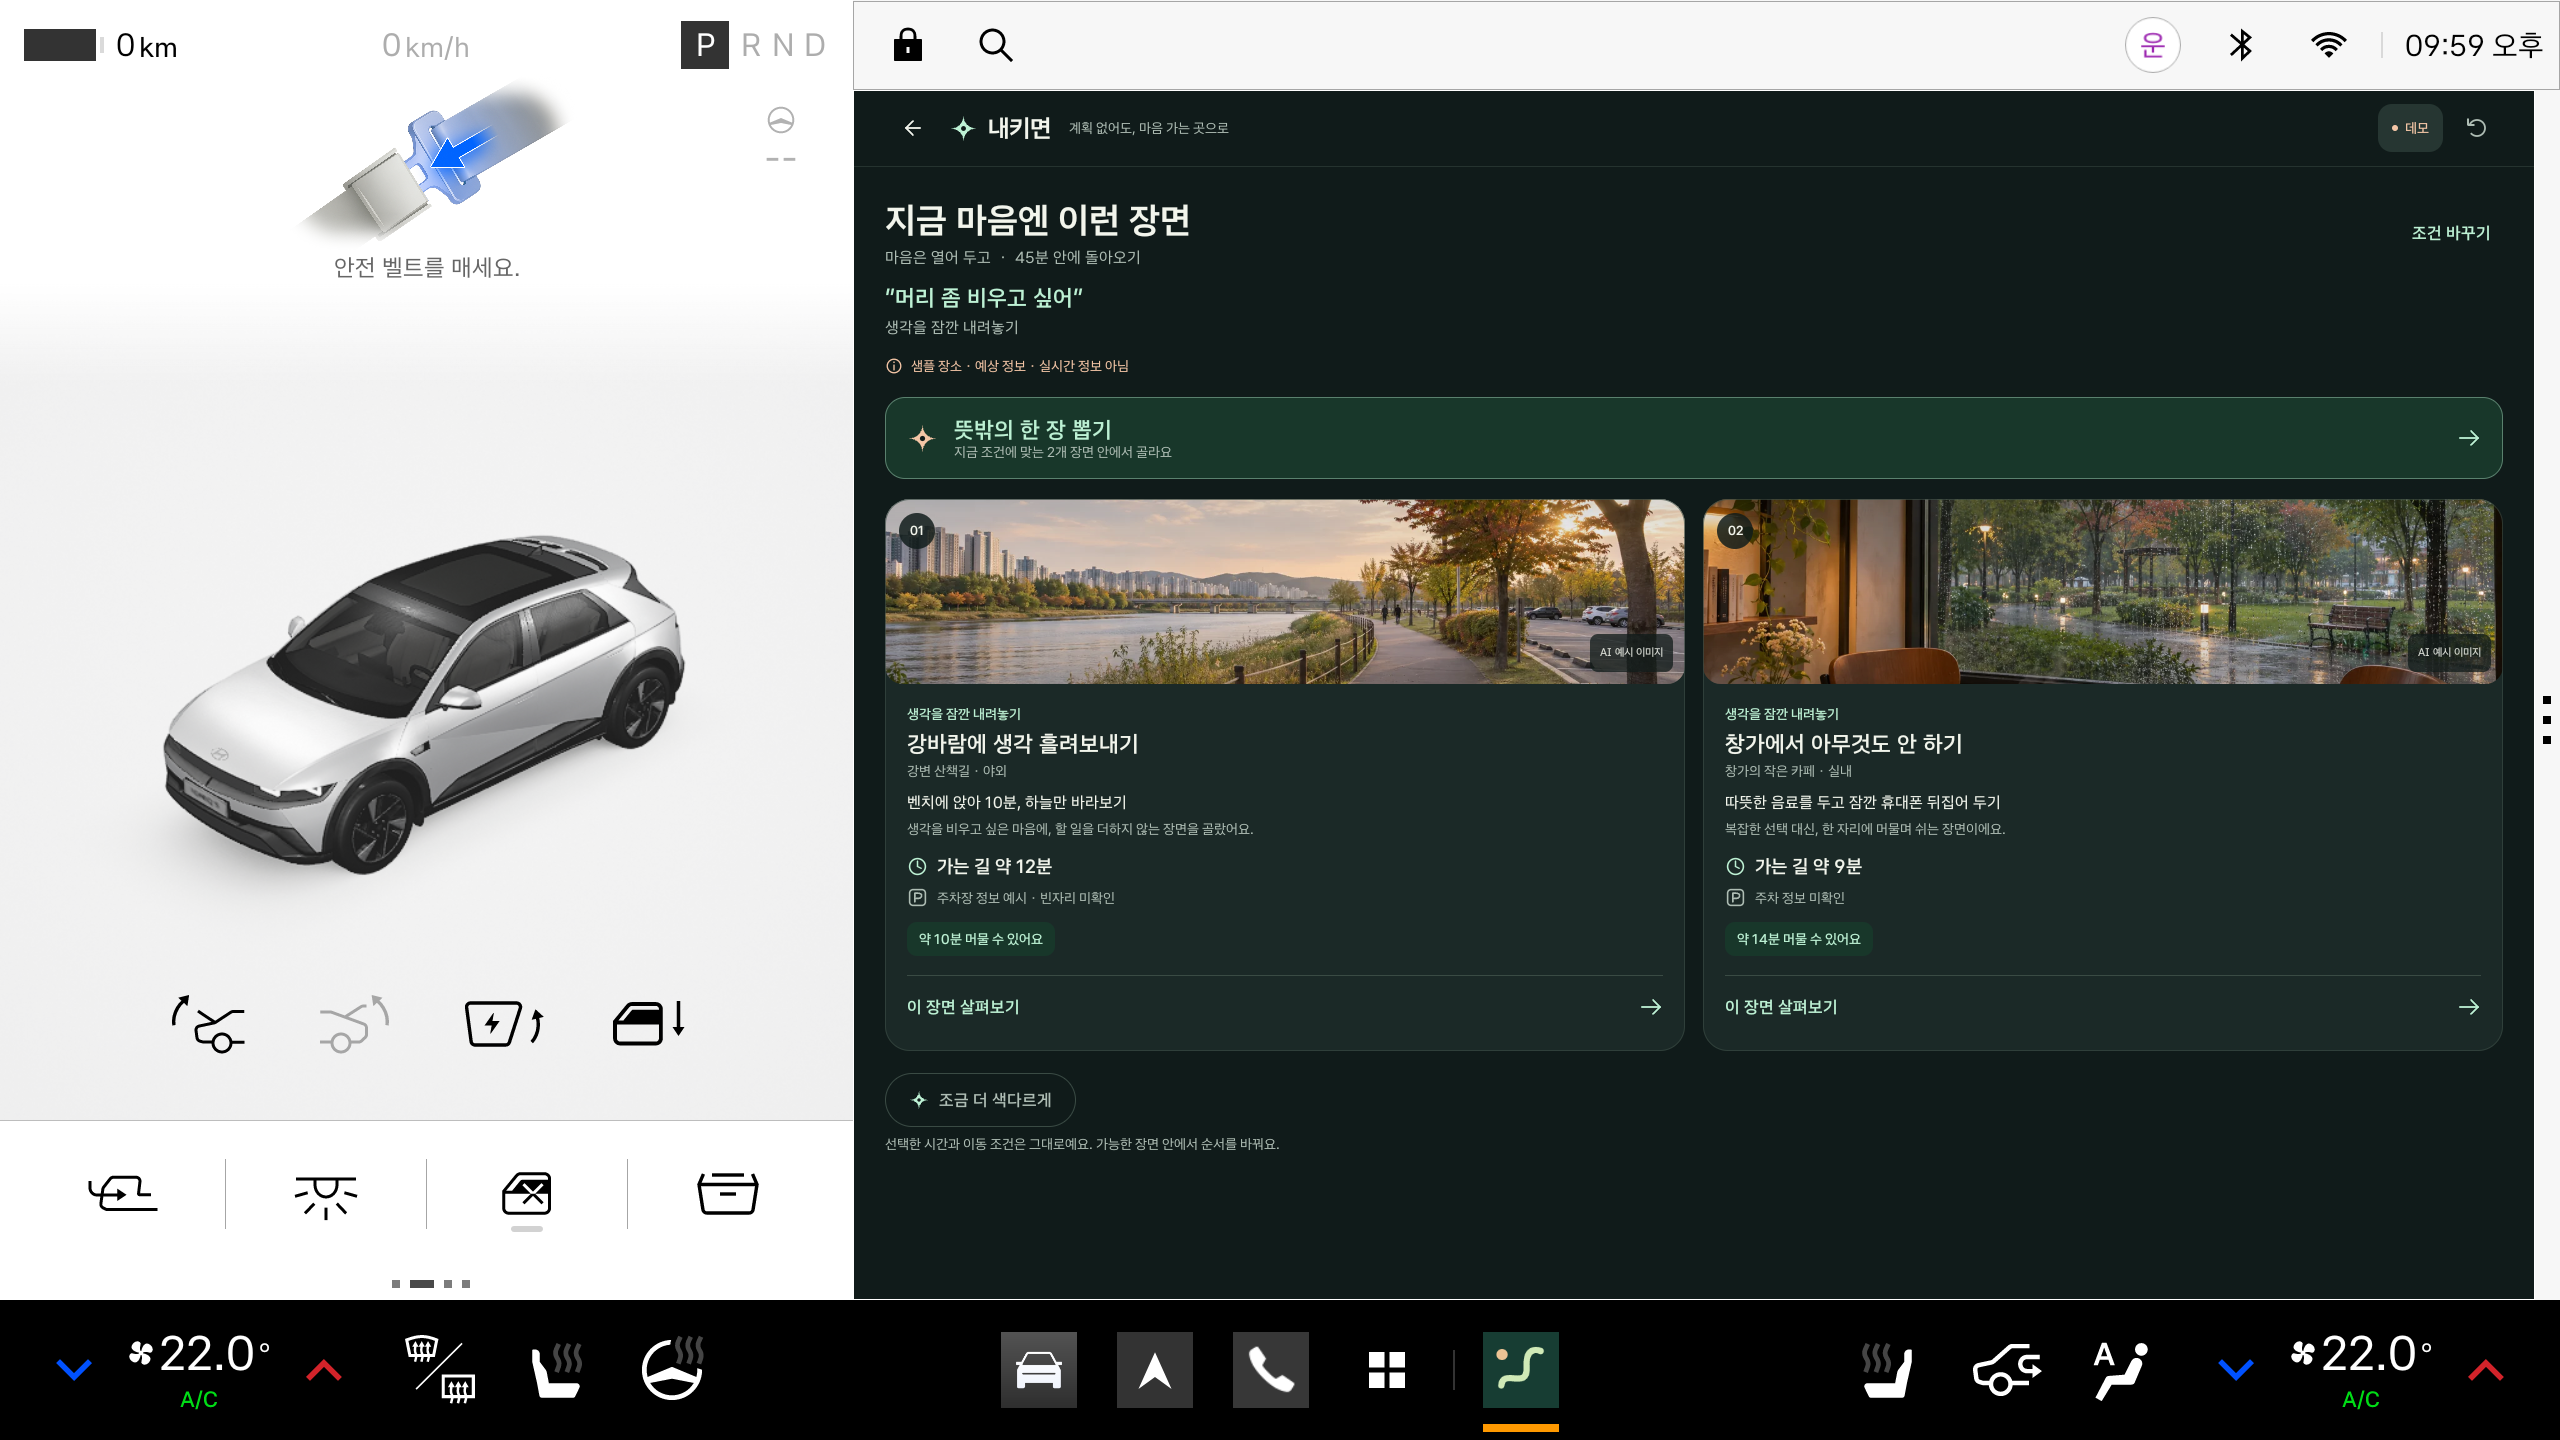 0 km
0 km/h
P R N D
안전 벨트를 매세요.
운
09:59 오후
내키면
계획 없어도, 마음 가는 곳으로
데모
지금 마음엔 이런 장면
조건 바꾸기
마음은 열어 두고 · 45분 안에 돌아오기
"머리 좀 비우고 싶어"
생각을 잠깐 내려놓기
샘플 장소 · 예상 정보 · 실시간 정보 아님
뜻밖의 한 장 뽑기
지금 조건에 맞는 2개 장면 안에서 골라요
01
AI 예시 이미지
생각을 잠깐 내려놓기
강바람에 생각 흘려보내기
강변 산책길 · 야외
벤치에 앉아 10분, 하늘만 바라보기
생각을 비우고 싶은 마음에, 할 일을 더하지 않는 장면을 골랐어요.
가는 길 약 12분
P 주차장 정보 예시 · 빈자리 미확인
약 10분 머물 수 있어요
이 장면 살펴보기
02
AI 예시 이미지
생각을 잠깐 내려놓기
창가에서 아무것도 안 하기
창가의 작은 카페 · 실내
따뜻한 음료를 두고 잠깐 휴대폰 뒤집어 두기
복잡한 선택 대신, 한 자리에 머물며 쉬는 장면이에요.
가는 길 약 9분
P 주차 정보 미확인
약 14분 머물 수 있어요
이 장면 살펴보기
조금 더 색다르게
선택한 시간과 이동 조건은 그대로예요. 가능한 장면 안에서 순서를 바꿔요.
22.0°
A/C
A
22.0°
A/C